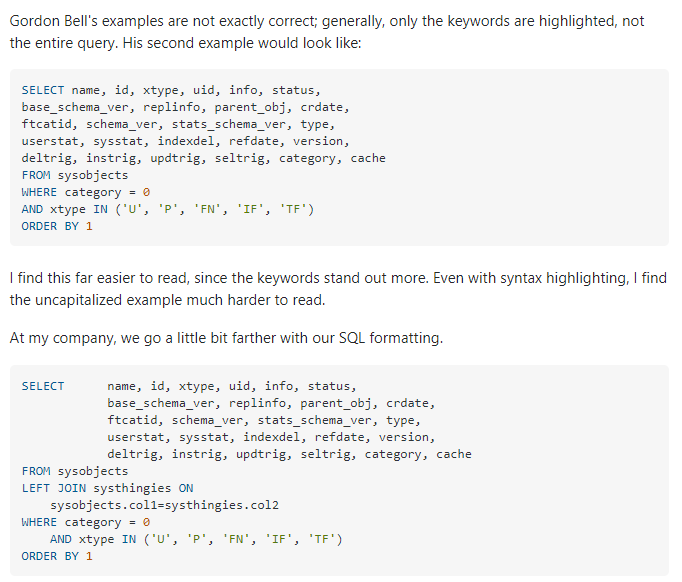 Gordon Bell's examples are not exactly correct; generally, only the keywords are highlighted, not
the entire query. His second example would look like:
SELECT name, id, xtype, uid, info, status,
base_schema_ver, replinfo, parent_obj, crdate,
ftcatid, schema_ver, stats_schema_ver, type,
userstat, sysstat, indexdel, refdate, version,
deltrig, instrig, updtrig, seltrig, category, cache
FROM sysobjects
WHERE category = 0
AND xtype IN ('U', 'P', 'FN', 'IF', 'TF')
ORDER BY 1
I find this far easier to read, since the keywords stand out more. Even with syntax highlighting, I find
the uncapitalized example much harder to read.
At my company, we go a little bit farther with our SQL formatting.
SELECT      name, id, xtype, uid, info, status,
            base_schema_ver, replinfo, parent_obj, crdate,
            ftcatid, schema_ver, stats_schema_ver, type,
            userstat, sysstat, indexdel, refdate, version,
            deltrig, instrig, updtrig, seltrig, category, cache
FROM sysobjects
LEFT JOIN systhingies ON
    sysobjects.col1=systhingies.col2
WHERE category = 0
    AND xtype IN ('U', 'P', 'FN', 'IF', 'TF')
ORDER BY 1